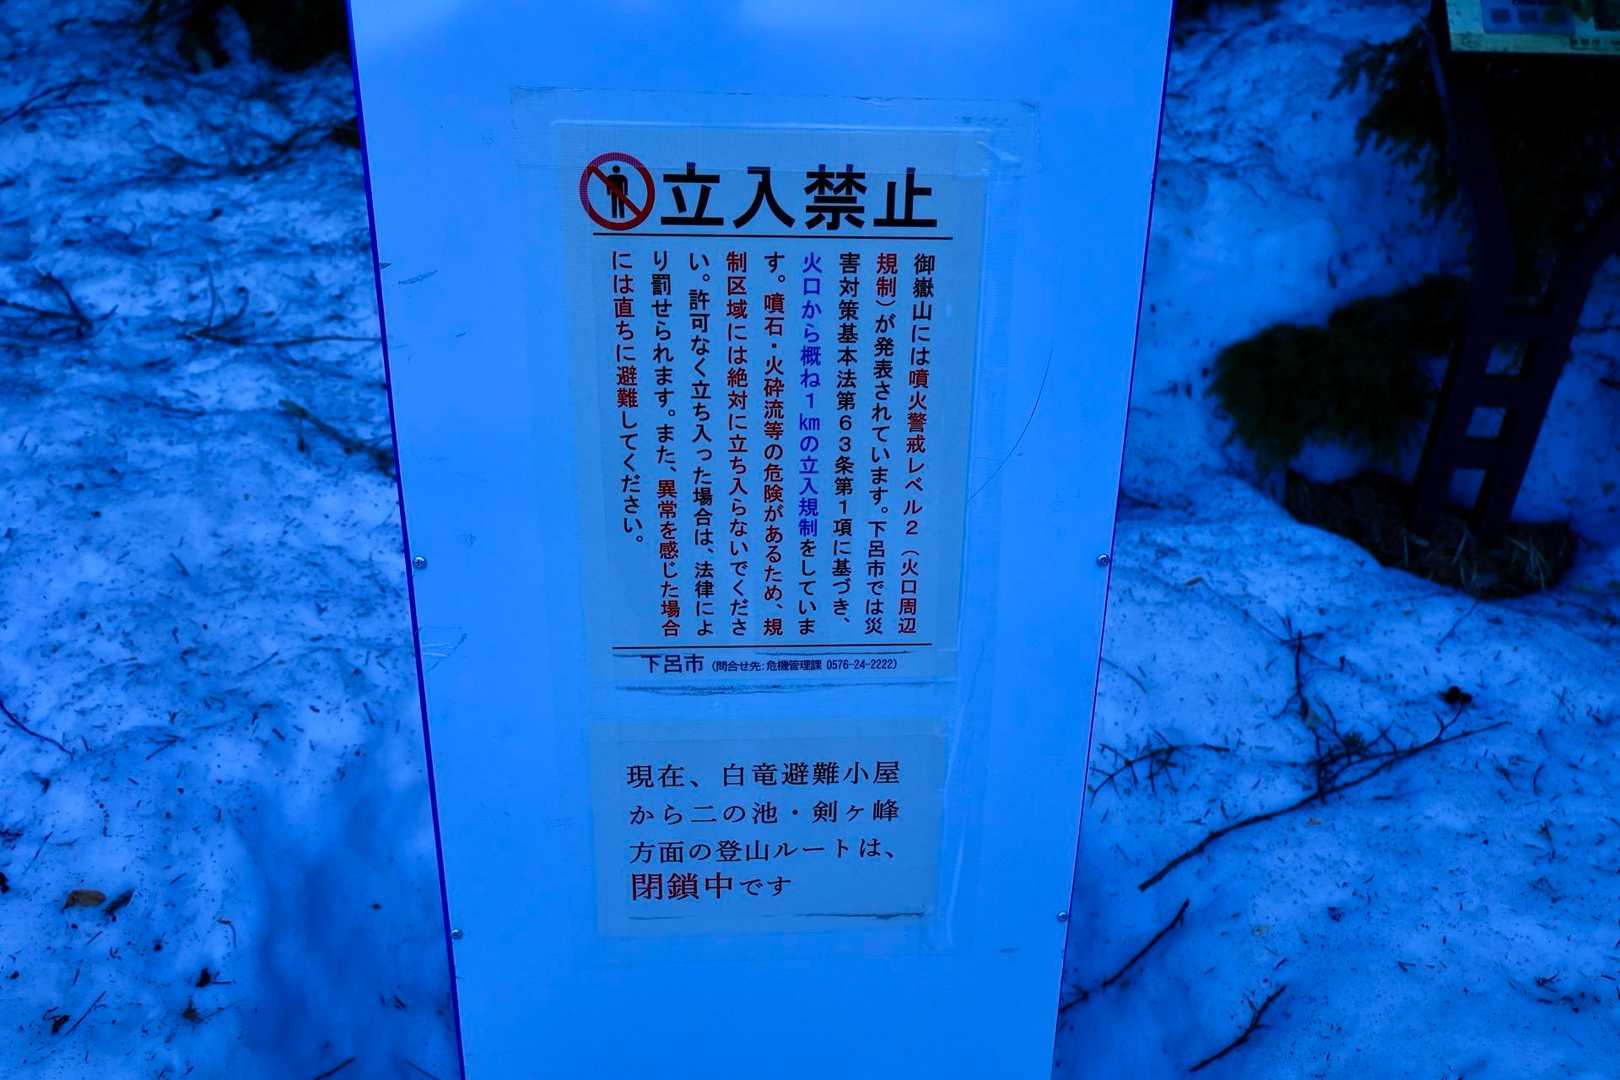 立入禁止
御嶽山には噴火警戒レベル２（火口周辺
規制）が発表されています。下呂市では災
害対策基本法第６３条第１項に基づき、
火口から概ね１㎞の立入規制をしていま
す。噴石・火砕流等の危険があるため、規
制区域には絶対に立ち入らないでくださ
い。許可なく立ち入った場合は、法律によ
り罰せられます。また、異常を感じた場合
には直ちに避難してください。
下呂市（問合せ先：危機管理課 0576-24-2222）
現在、白竜避難小屋
から二の池・剣ヶ峰
方面の登山ルートは、
閉鎖中です